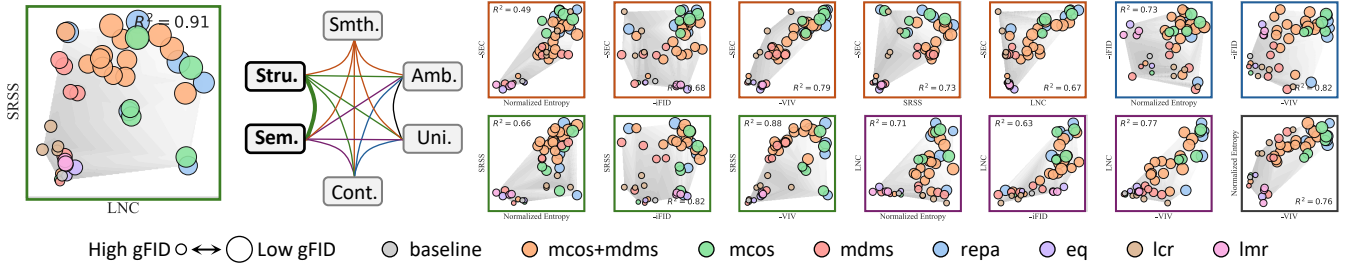 R² = 0.91
SRSS
LNC
Smth.
Stru.
Amb.
Sem.
Uni.
Cont.
R² = 0.49
-SEC
Normalized Entropy
R² = 0.68
-SEC
-iFID
R² = 0.79
-SEC
-VIV
R² = 0.73
-SEC
SRSS
R² = 0.67
-SEC
LNC
R² = 0.73
-iFID
Normalized Entropy
R² = 0.82
-iFID
-VIV
R² = 0.66
SRSS
Normalized Entropy
R² = 0.82
SRSS
-iFID
R² = 0.88
SRSS
-VIV
R² = 0.71
LNC
Normalized Entropy
R² = 0.63
LNC
-iFID
R² = 0.77
LNC
-VIV
R² = 0.76
Normalized Entropy
-VIV
High gFID Low gFID baseline mcos+mdms mcos mdms repa eq lcr lmr